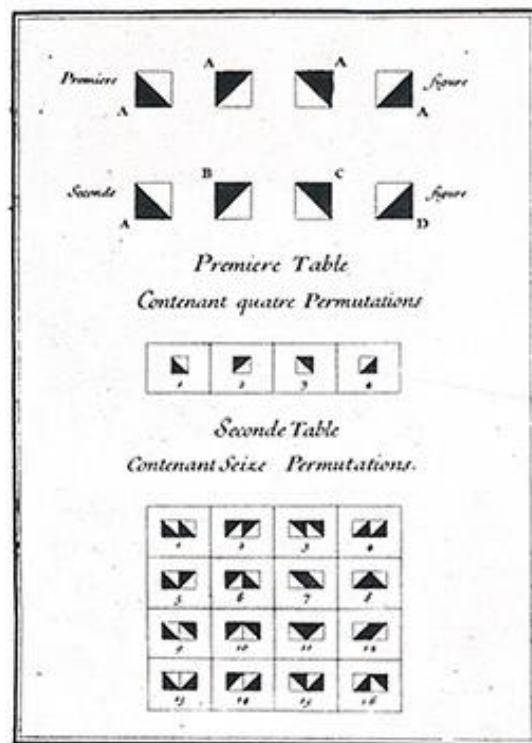 Premiere A A A A figure
Seconde A B C D figure
Premiere Table
Contenant quatre Permutations
1 2 3 4
Seconde Table
Contenant Seize Permutations.
1 2 3 4
5 6 7 8
9 10 11 12
13 14 15 16